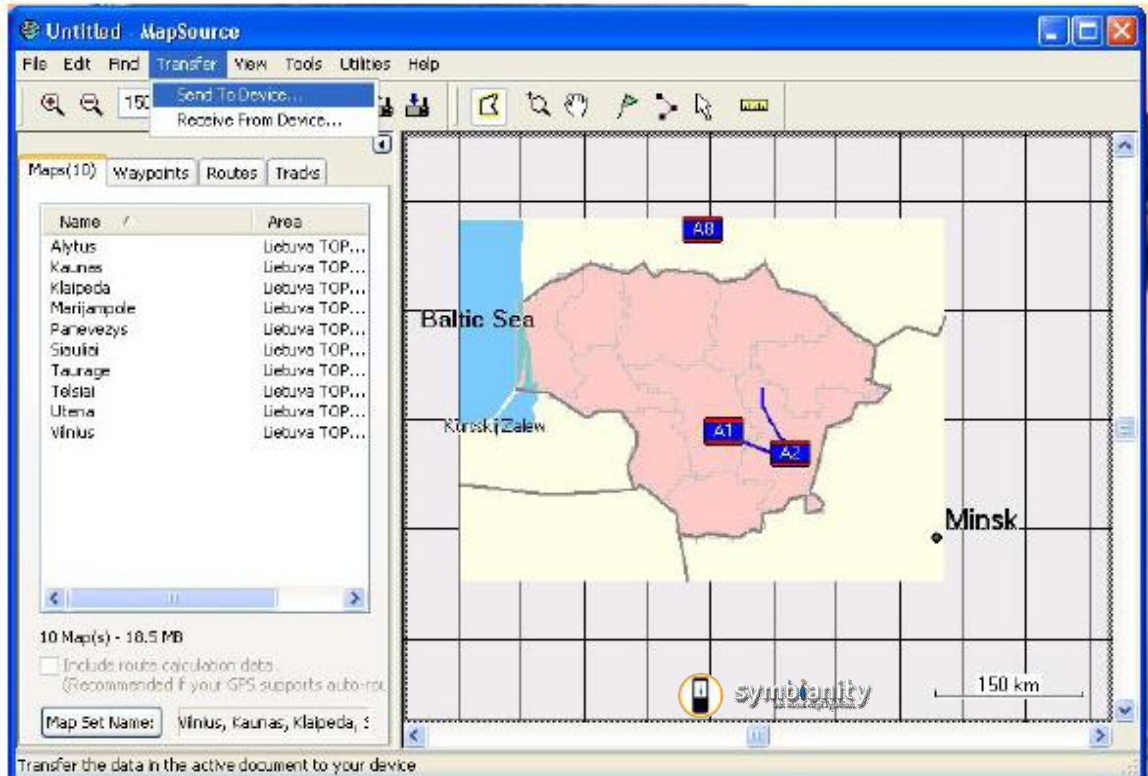 Untitled - MapSource
File Edit Find Transfer View Tools Utilities Help
Send To Device...
Receive From Device...
150
Maps(10) Waypoints Routes Tracks
Name Area
Alytus Lietuva TOP...
Kaunas Lietuva TOP...
Klaipeda Lietuva TOP...
Marijampole Lietuva TOP...
Panevezys Lietuva TOP...
Siauliai Lietuva TOP...
Taurage Lietuva TOP...
Telsiai Lietuva TOP...
Utena Lietuva TOP...
Vilnius Lietuva TOP...
10 Map(s) - 18.5 MB
Include route calculation data
(Recommended if your GPS supports auto-rou
Map Set Name: Vilnius, Kaunas, Klaipeda, S
A8
Baltic Sea
Kurskij Zalew
A1
A2
Minsk
symbianity
150 km
Transfer the data in the active document to your device